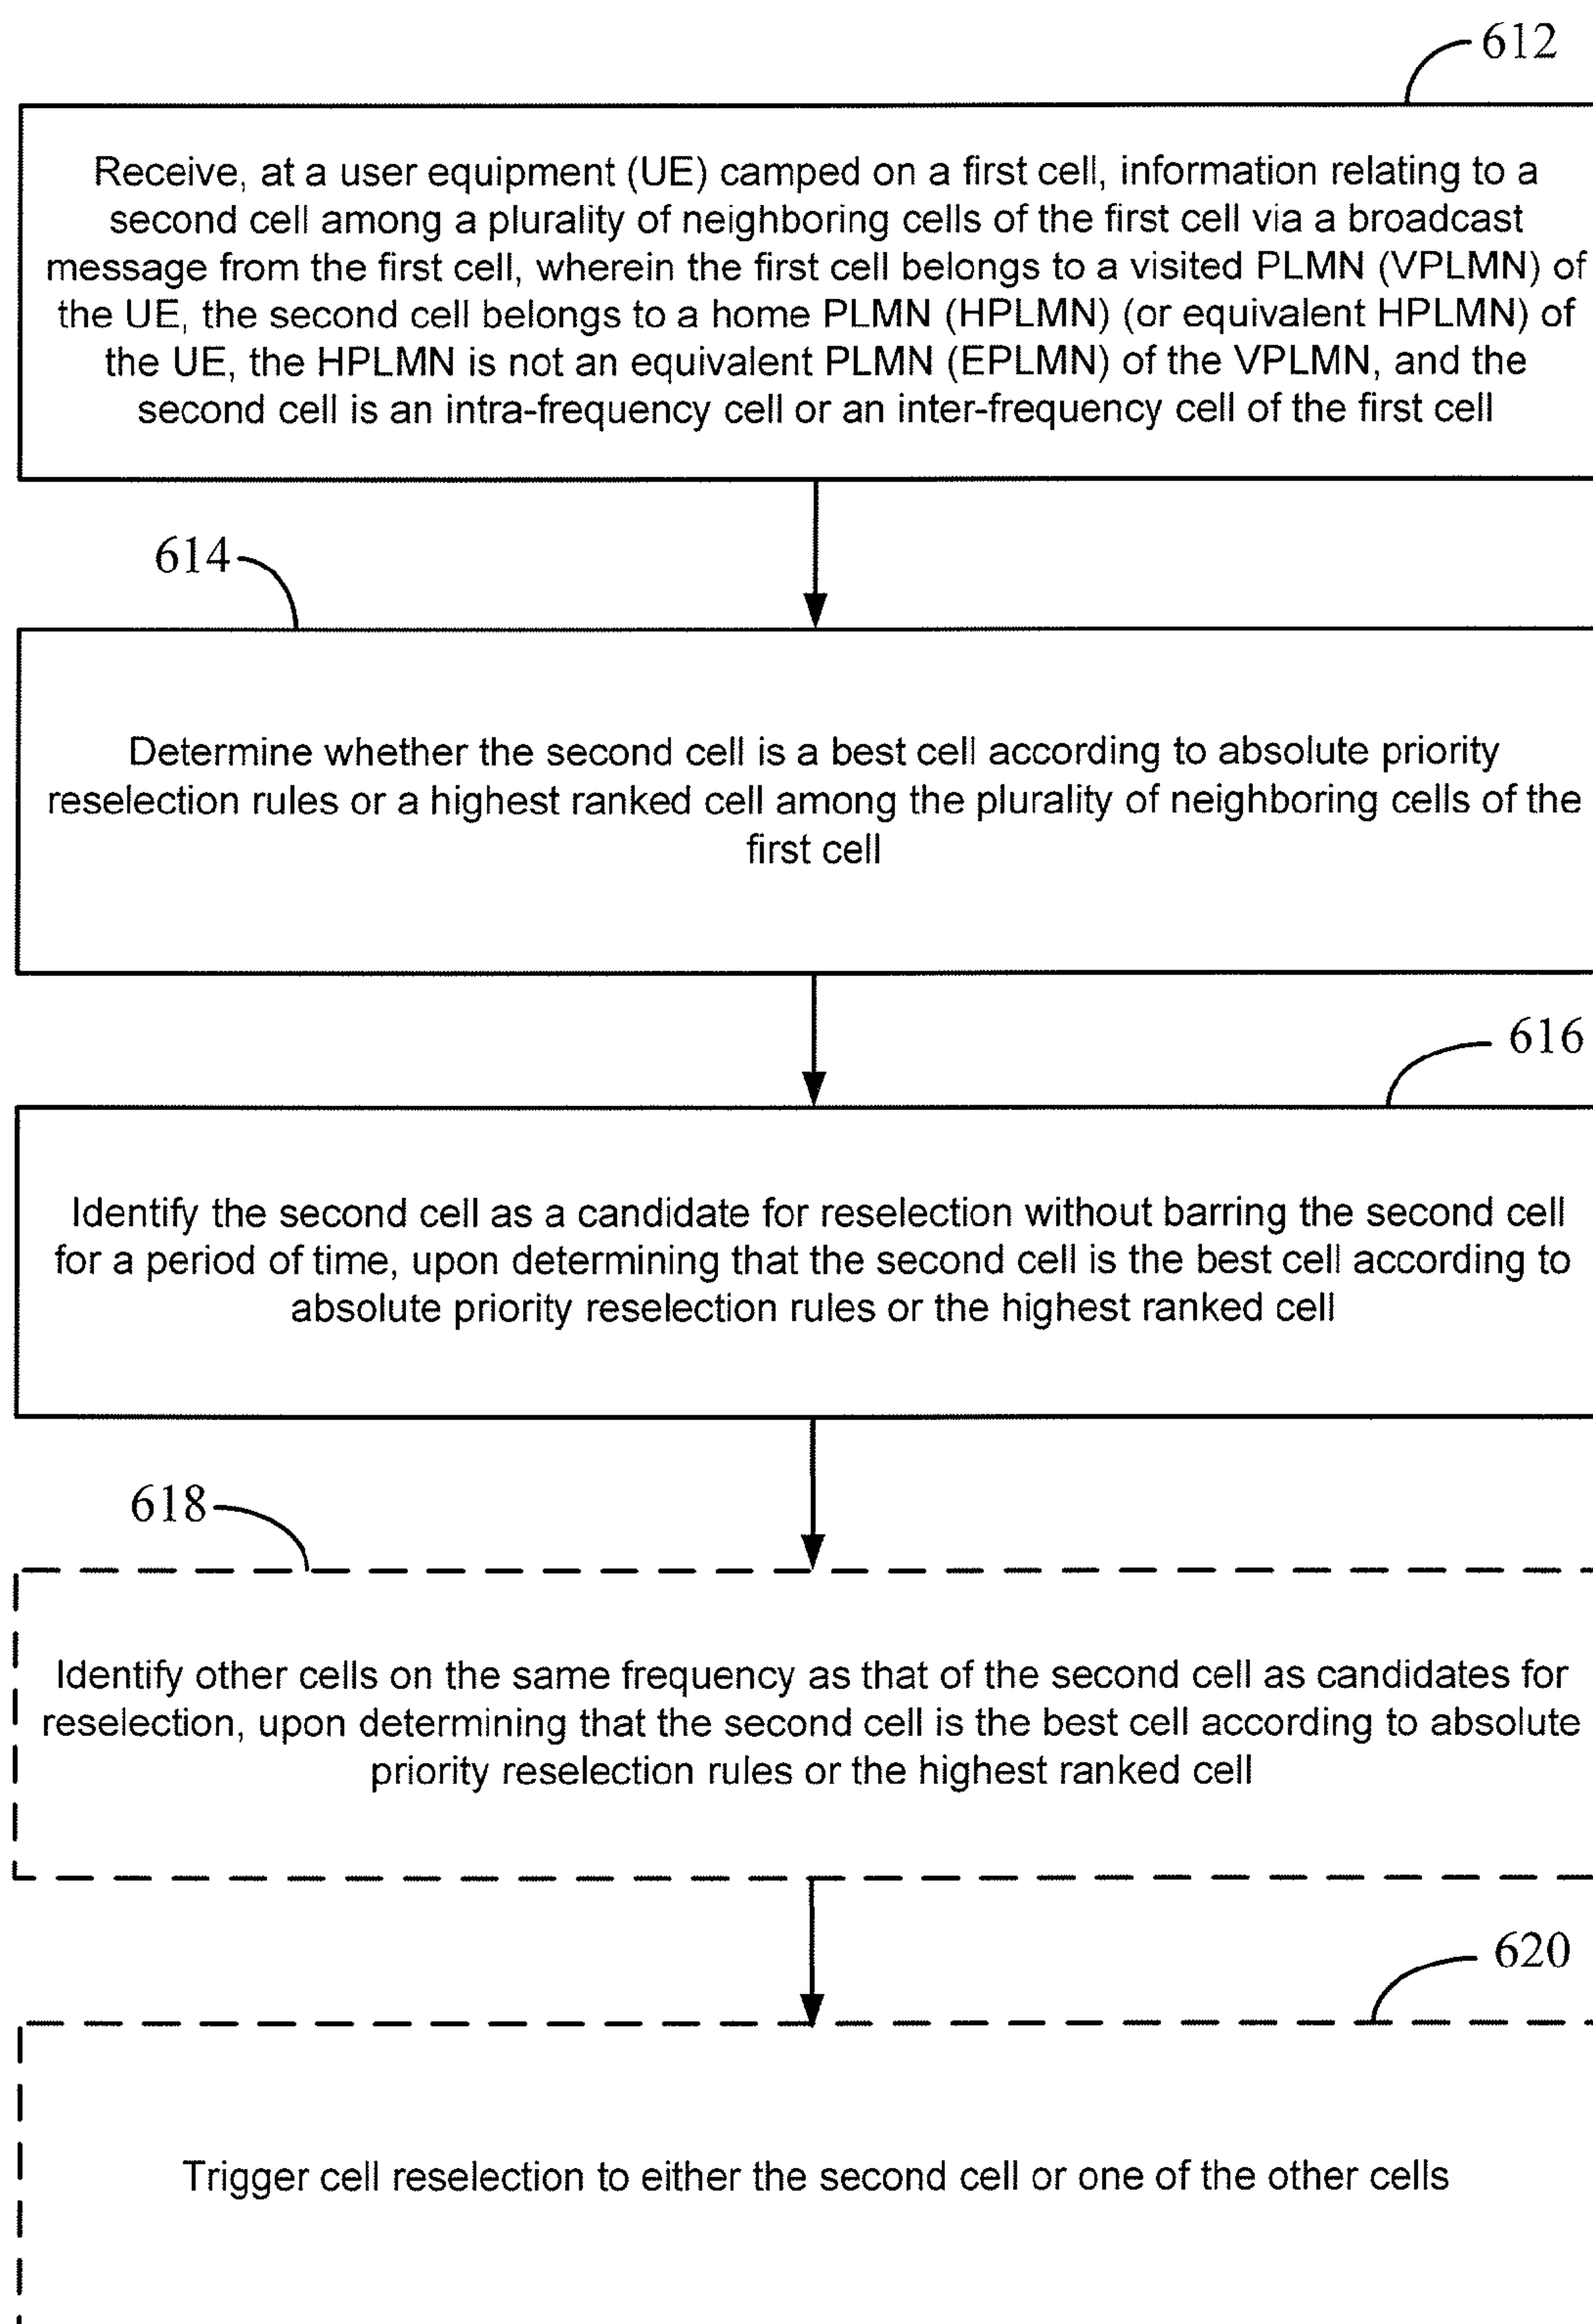 612
Receive, at a user equipment (UE) camped on a first cell, information relating to a
second cell among a plurality of neighboring cells of the first cell via a broadcast
message from the first cell, wherein the first cell belongs to a visited PLMN (VPLMN) of
the UE, the second cell belongs to a home PLMN (HPLMN) (or equivalent HPLMN) of
the UE, the HPLMN is not an equivalent PLMN (EPLMN) of the VPLMN, and the
second cell is an intra-frequency cell or an inter-frequency cell of the first cell
614
Determine whether the second cell is a best cell according to absolute priority
reselection rules or a highest ranked cell among the plurality of neighboring cells of the
first cell
616
Identify the second cell as a candidate for reselection without barring the second cell
for a period of time, upon determining that the second cell is the best cell according to
absolute priority reselection rules or the highest ranked cell
618
Identify other cells on the same frequency as that of the second cell as candidates for
reselection, upon determining that the second cell is the best cell according to absolute
priority reselection rules or the highest ranked cell
620
Trigger cell reselection to either the second cell or one of the other cells